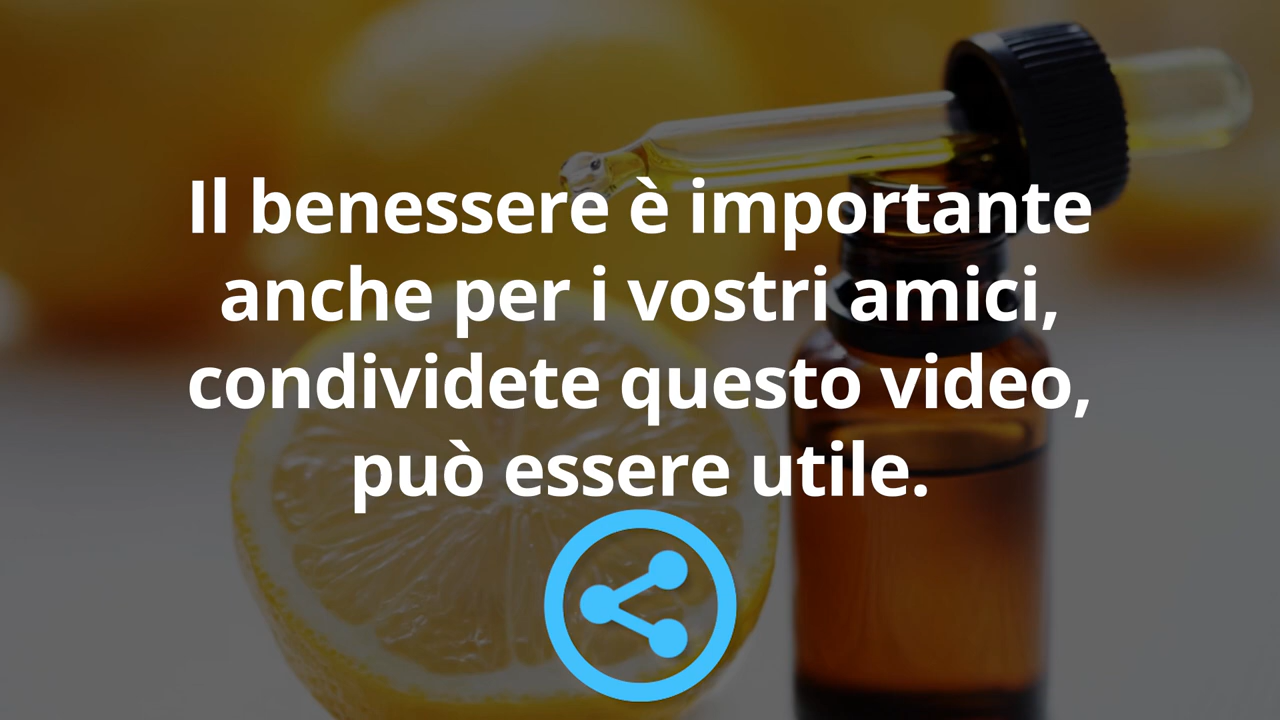 Il benessere è importante
anche per i vostri amici,
condividete questo video,
può essere utile.